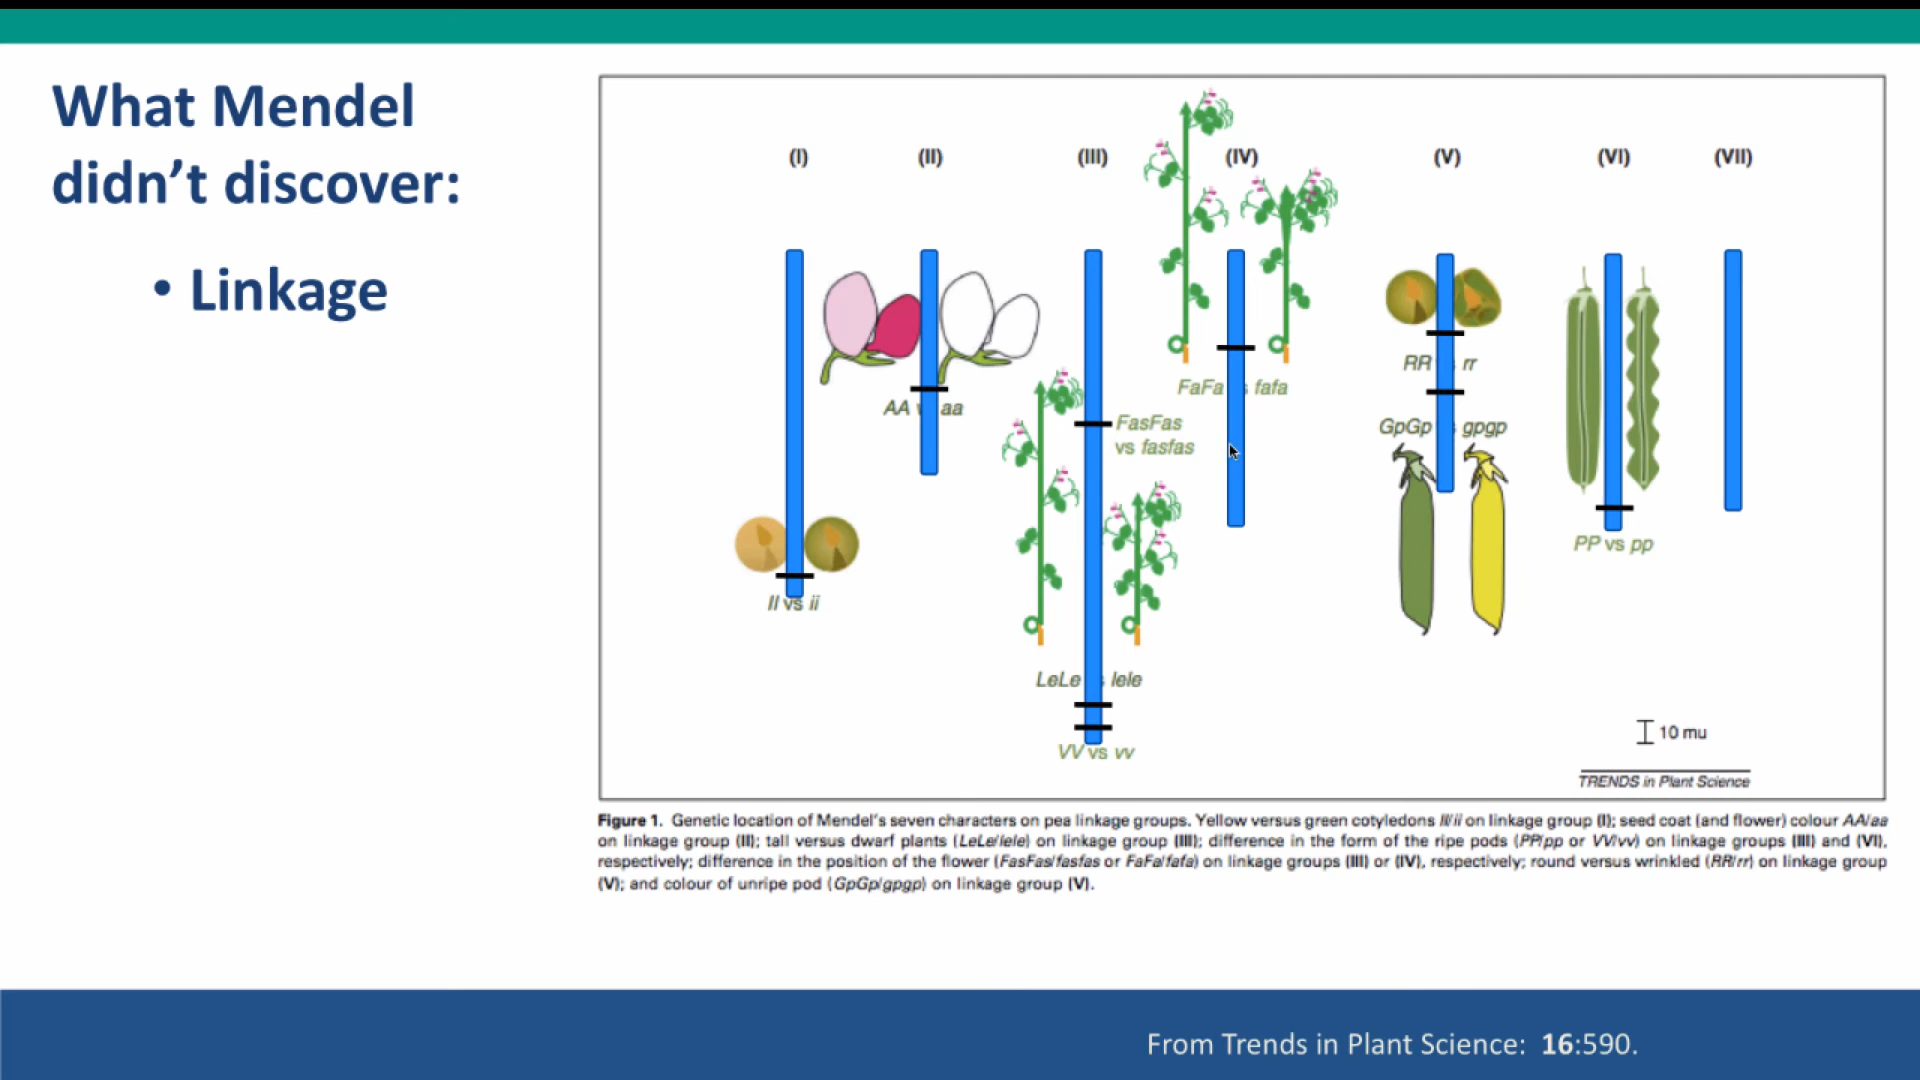 What Mendel
didn’t discover:
• Linkage
(I) (II) (III) (IV) (V) (VI) (VII)
RR rr
FaFa s fafa
AA v aa
FasFas
vs fasfas
GpGp gpgp
PP vs pp
II vs ii
LeLe s lele
10 mu
VV vs vv
TRENDS in Plant Science
Figure 1. Genetic location of Mendel’s seven characters on pea linkage groups. Yellow versus green cotyledons II/ii on linkage group (I); seed coat (and flower) colour AA/aa
on linkage group (II); tall versus dwarf plants (LeLe/lele) on linkage group (III); difference in the form of the ripe pods (PP/pp or VV/vv) on linkage groups (III) and (VI),
respectively; difference in the position of the flower (FasFas/fasfas or FaFa/fafa) on linkage groups (III) or (IV), respectively; round versus wrinkled (RR/rr) on linkage group
(V); and colour of unripe pod (GpGp/gpgp) on linkage group (V).
From Trends in Plant Science: 16:590.